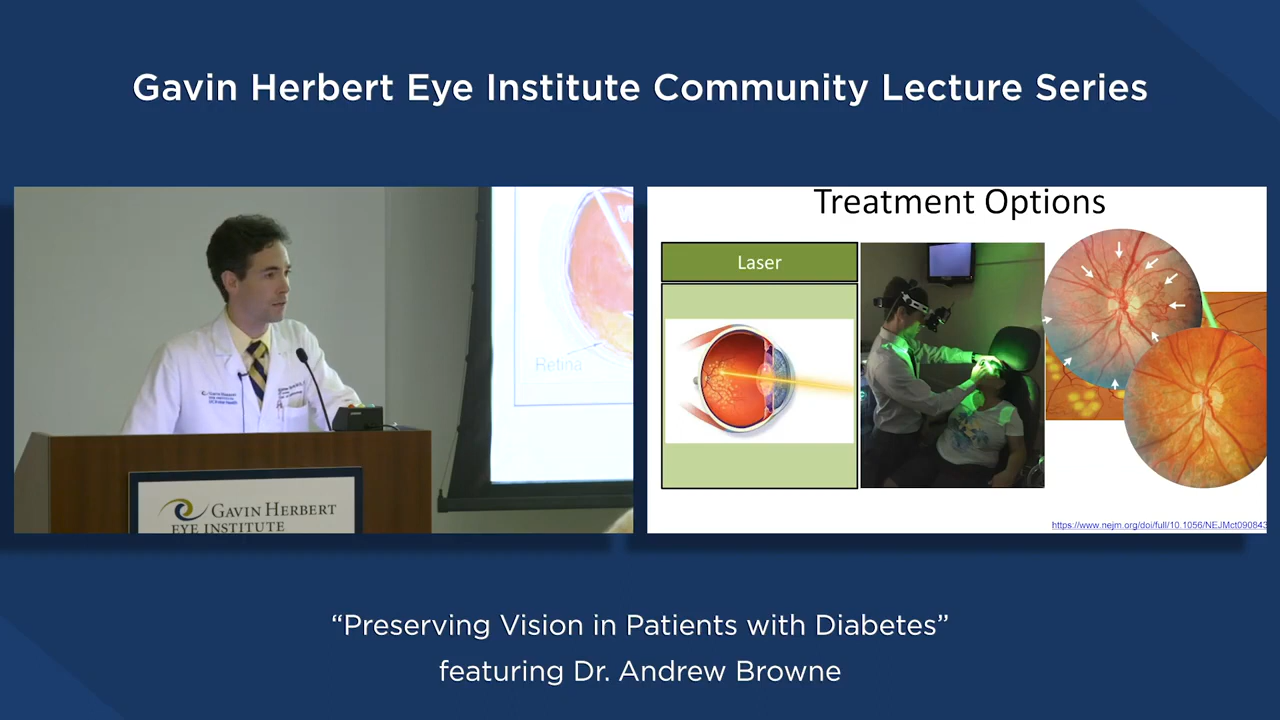 Gavin Herbert Eye Institute Community Lecture Series
Retina
GAVIN HERBERT
EYE INSTITUTE
Treatment Options
Laser
https://www.nejm.org/doi/full/10.1056/NEJMct090843
“Preserving Vision in Patients with Diabetes”
featuring Dr. Andrew Browne